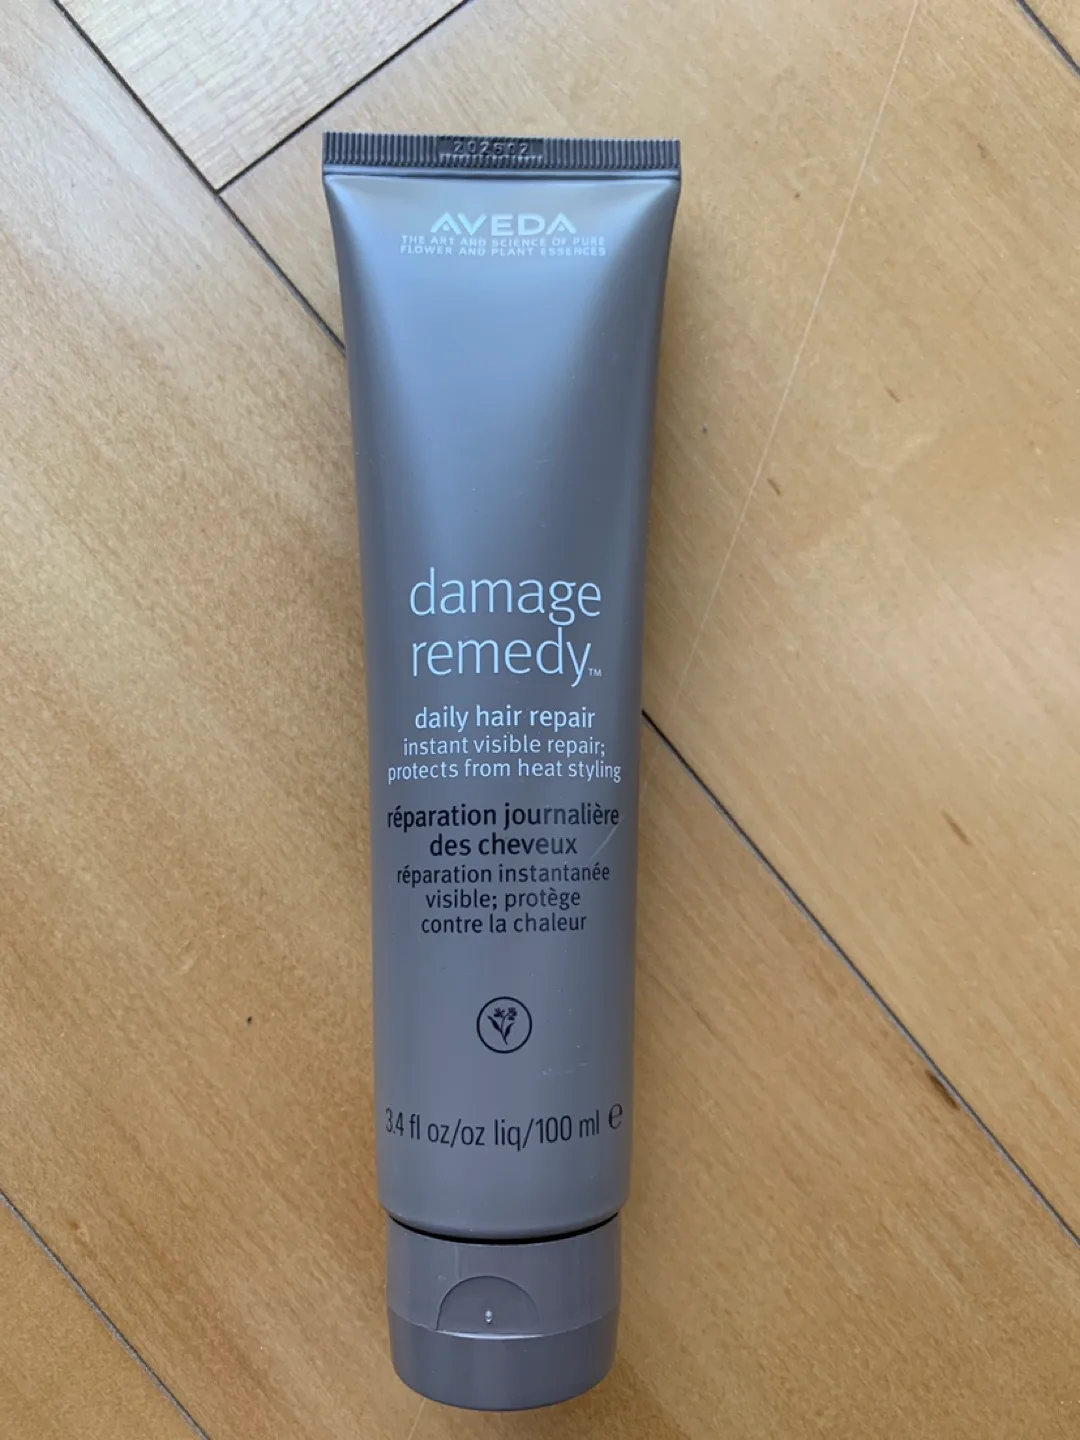 202502
AVEDA
THE ART AND SCIENCE OF PURE
FLOWER AND PLANT ESSENCES
damage
remedy™
daily hair repair
instant visible repair;
protects from heat styling
réparation journalière
des cheveux
réparation instantanée
visible; protège
contre la chaleur
3.4 fl oz/oz liq/100 ml ℮